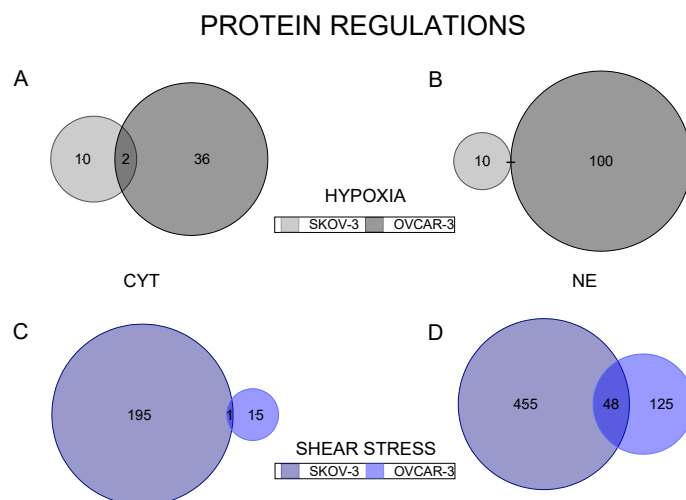 PROTEIN REGULATIONS
A
B
10 2 36
10 100
HYPOXIA
SKOV-3 OVCAR-3
CYT
NE
C
D
195 1 15
455 48 125
SHEAR STRESS
SKOV-3 OVCAR-3